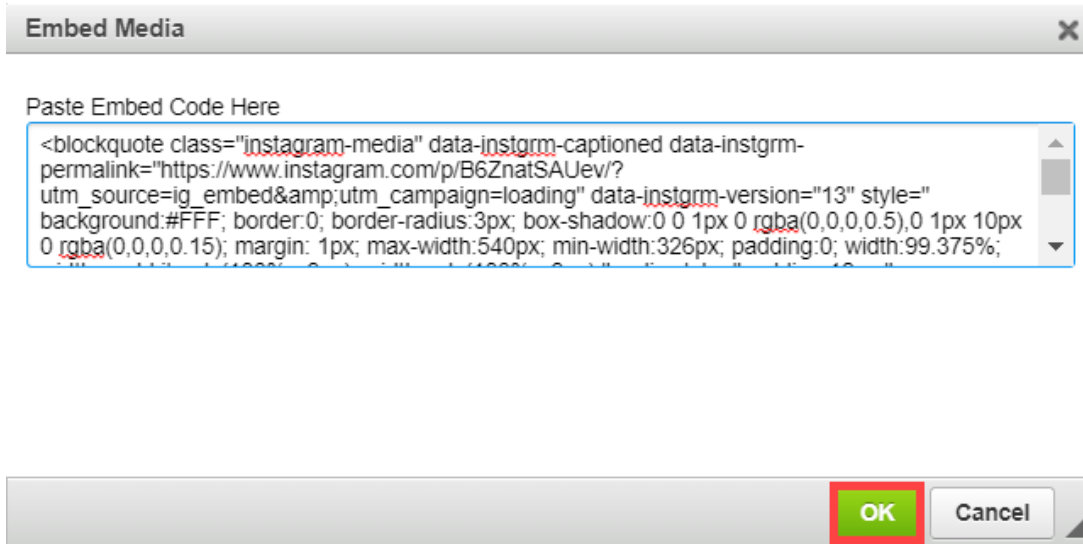 Embed Media
Paste Embed Code Here
<blockquote class="instagram-media" data-instgrm-captioned data-instgrm-
permalink="https://www.instagram.com/p/B6ZnatSAUev/?
utm_source=ig_embed&amp;utm_campaign=loading" data-instgrm-version="13" style="
background:#FFF; border:0; border-radius:3px; box-shadow:0 0 1px 0 rgba(0,0,0,0.5),0 1px 10px
0 rgba(0,0,0,0.15); margin: 1px; max-width:540px; min-width:326px; padding:0; width:99.375%;
OK
Cancel